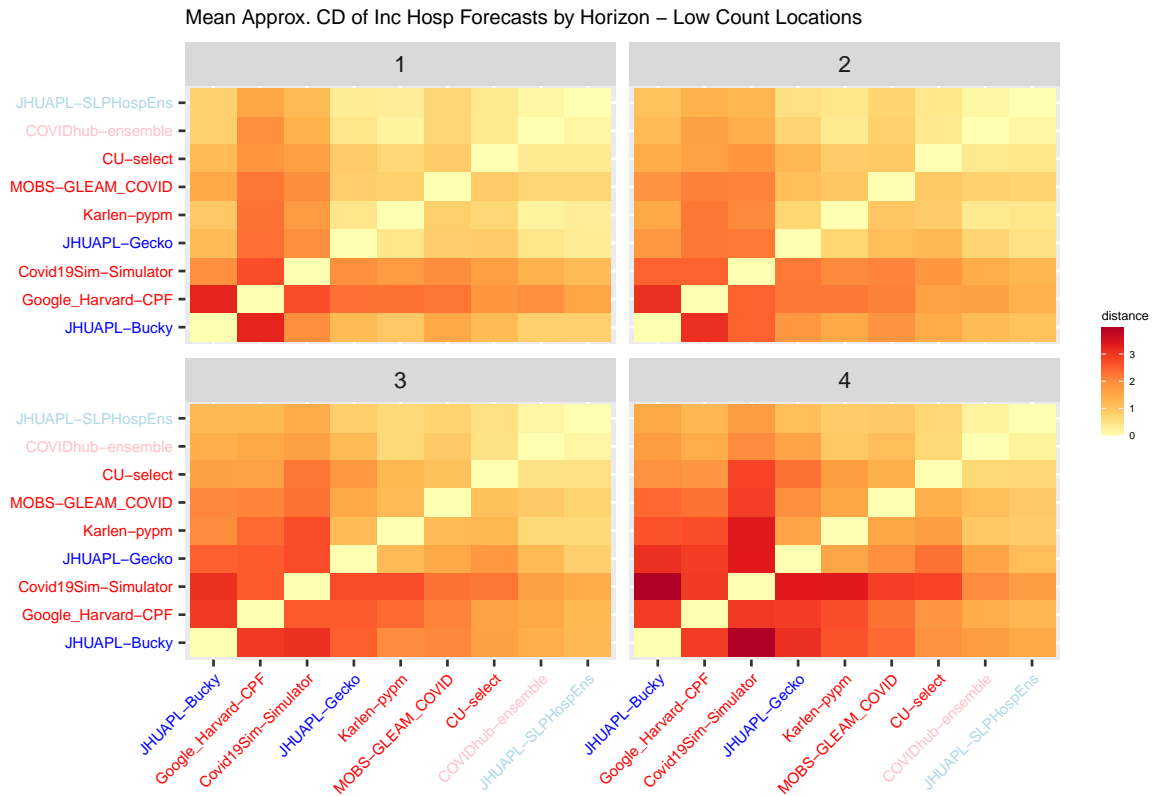 Mean Approx. CD of Inc Hosp Forecasts by Horizon − Low Count Locations
1
2
JHUAPL−SLPHospEns
COVIDhub−ensemble
CU−select
MOBS−GLEAM_COVID
Karlen−pypm
JHUAPL−Gecko
Covid19Sim−Simulator
Google_Harvard−CPF
JHUAPL−Bucky
distance
3
2
1
0
3
4
JHUAPL−SLPHospEns
COVIDhub−ensemble
CU−select
MOBS−GLEAM_COVID
Karlen−pypm
JHUAPL−Gecko
Covid19Sim−Simulator
Google_Harvard−CPF
JHUAPL−Bucky
JHUAPL−Bucky
Google_Harvard−CPF
Covid19Sim−Simulator
JHUAPL−Gecko
Karlen−pypm
MOBS−GLEAM_COVID
CU−select
COVIDhub−ensemble
JHUAPL−SLPHospEns
JHUAPL−Bucky
Google_Harvard−CPF
Covid19Sim−Simulator
JHUAPL−Gecko
Karlen−pypm
MOBS−GLEAM_COVID
CU−select
COVIDhub−ensemble
JHUAPL−SLPHospEns